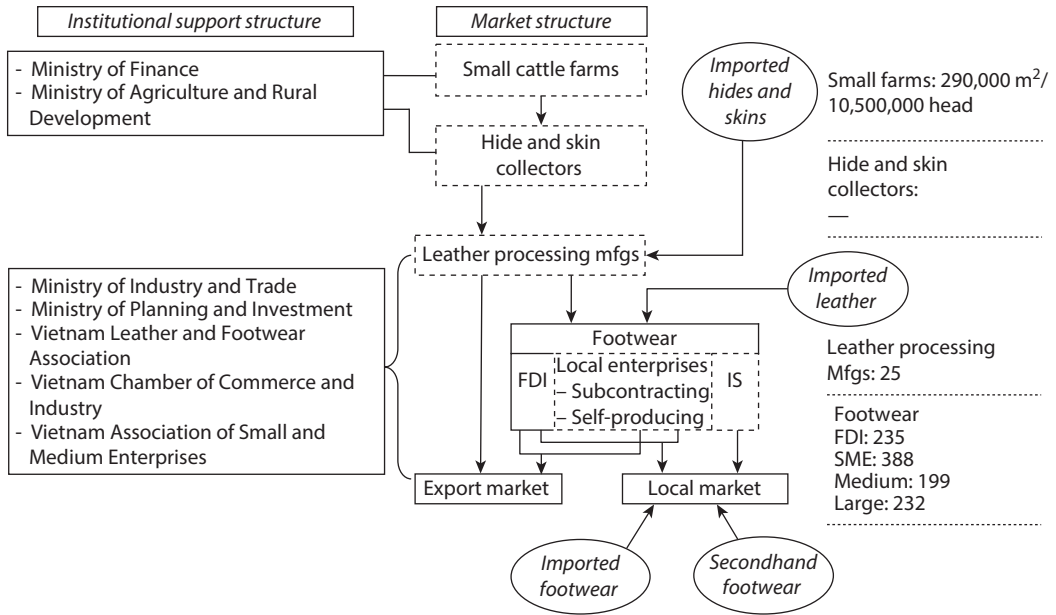 Institutional support structure
Market structure
- Ministry of Finance
- Ministry of Agriculture and Rural
Development
Small cattle farms
Hide and skin
collectors
Imported
hides and
skins
Small farms: 290,000 m²/
10,500,000 head
Hide and skin
collectors:
—
Leather processing mfgs
- Ministry of Industry and Trade
- Ministry of Planning and Investment
- Vietnam Leather and Footwear
Association
- Vietnam Chamber of Commerce and
Industry
- Vietnam Association of Small and
Medium Enterprises
Imported
leather
Footwear
FDI
Local enterprises
– Subcontracting
– Self-producing
IS
Leather processing
Mfgs: 25
Footwear
FDI: 235
SME: 388
Medium: 199
Large: 232
Export market
Local market
Imported
footwear
Secondhand
footwear